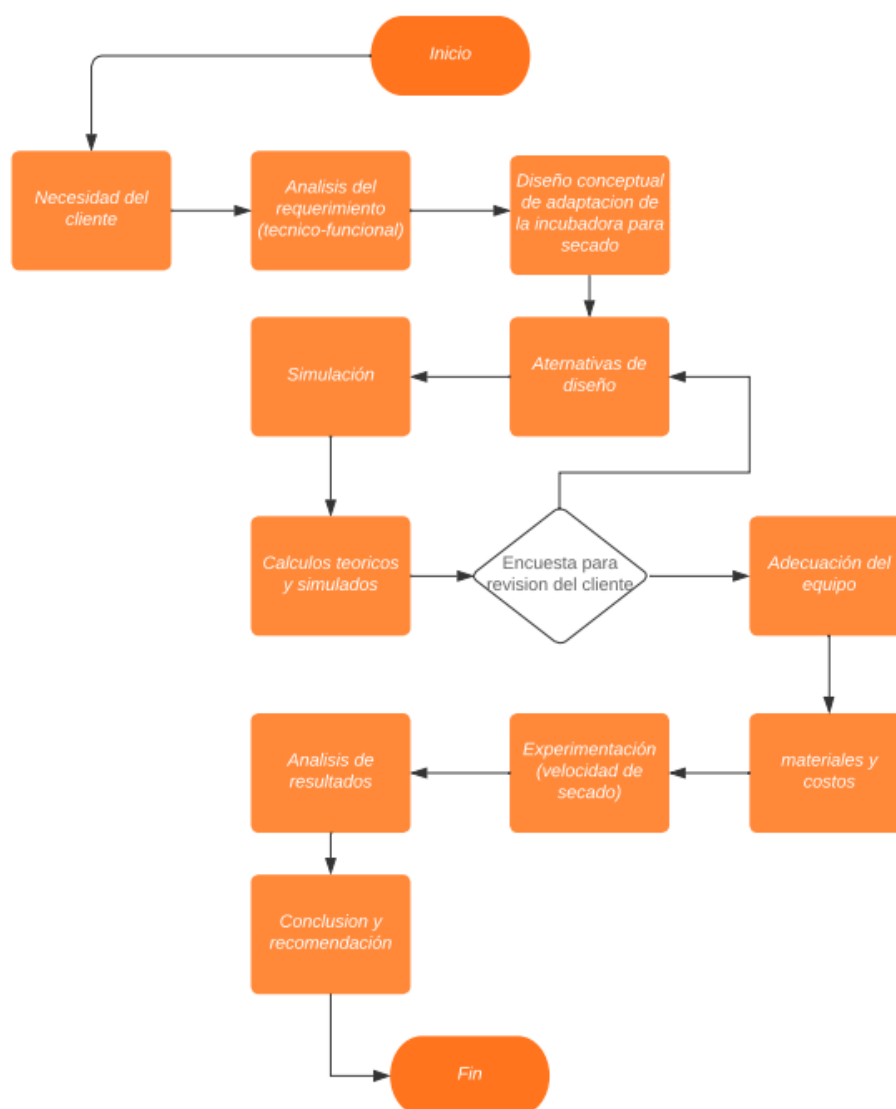 Inicio
Necesidad del
cliente
Analisis del
requerimiento
(tecnico-funcional)
Diseño conceptual
de adaptacion de
la incubadora para
secado
Aternativas de
diseño
Simulación
Calculos teoricos
y simulados
Encuesta para
revision del cliente
Adecuación del
equipo
materiales y
costos
Experimentación
(velocidad de
secado)
Analisis de
resultados
Conclusion y
recomendación
Fin